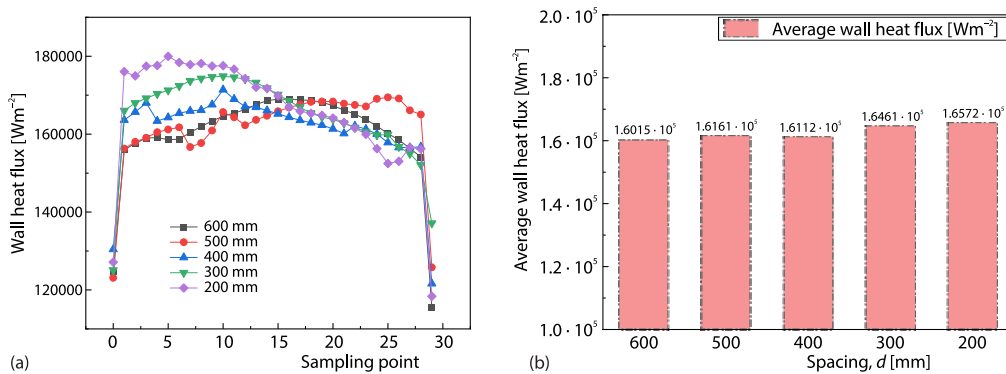 (a)
Wall heat flux [Wm⁻²]
180000
160000
140000
120000
600 mm
500 mm
400 mm
300 mm
200 mm
0 5 10 15 20 25 30
Sampling point
(b)
Average wall heat flux [Wm⁻²]
Average wall heat flux [Wm⁻²]
2.0 · 10⁵
1.8 · 10⁵
1.6 · 10⁵
1.4 · 10⁵
1.2 · 10⁵
1.0 · 10⁵
1.6015 · 10⁵ 1.6161 · 10⁵ 1.6112 · 10⁵ 1.6461 · 10⁵ 1.6572 · 10⁵
600 500 400 300 200
Spacing, d [mm]